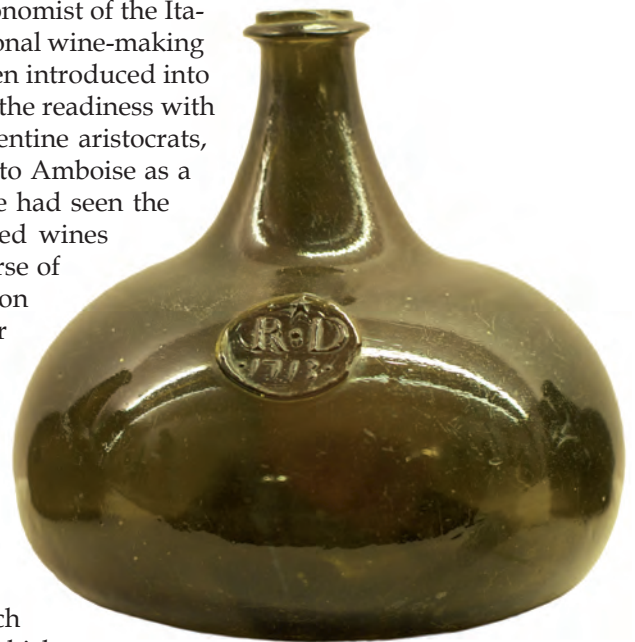 onomist of the Ita-
onal wine-making
en introduced into
the readiness with
entine aristocrats,
to Amboise as a
e had seen the
ed wines
rse of
on
r
R D
1713
ch